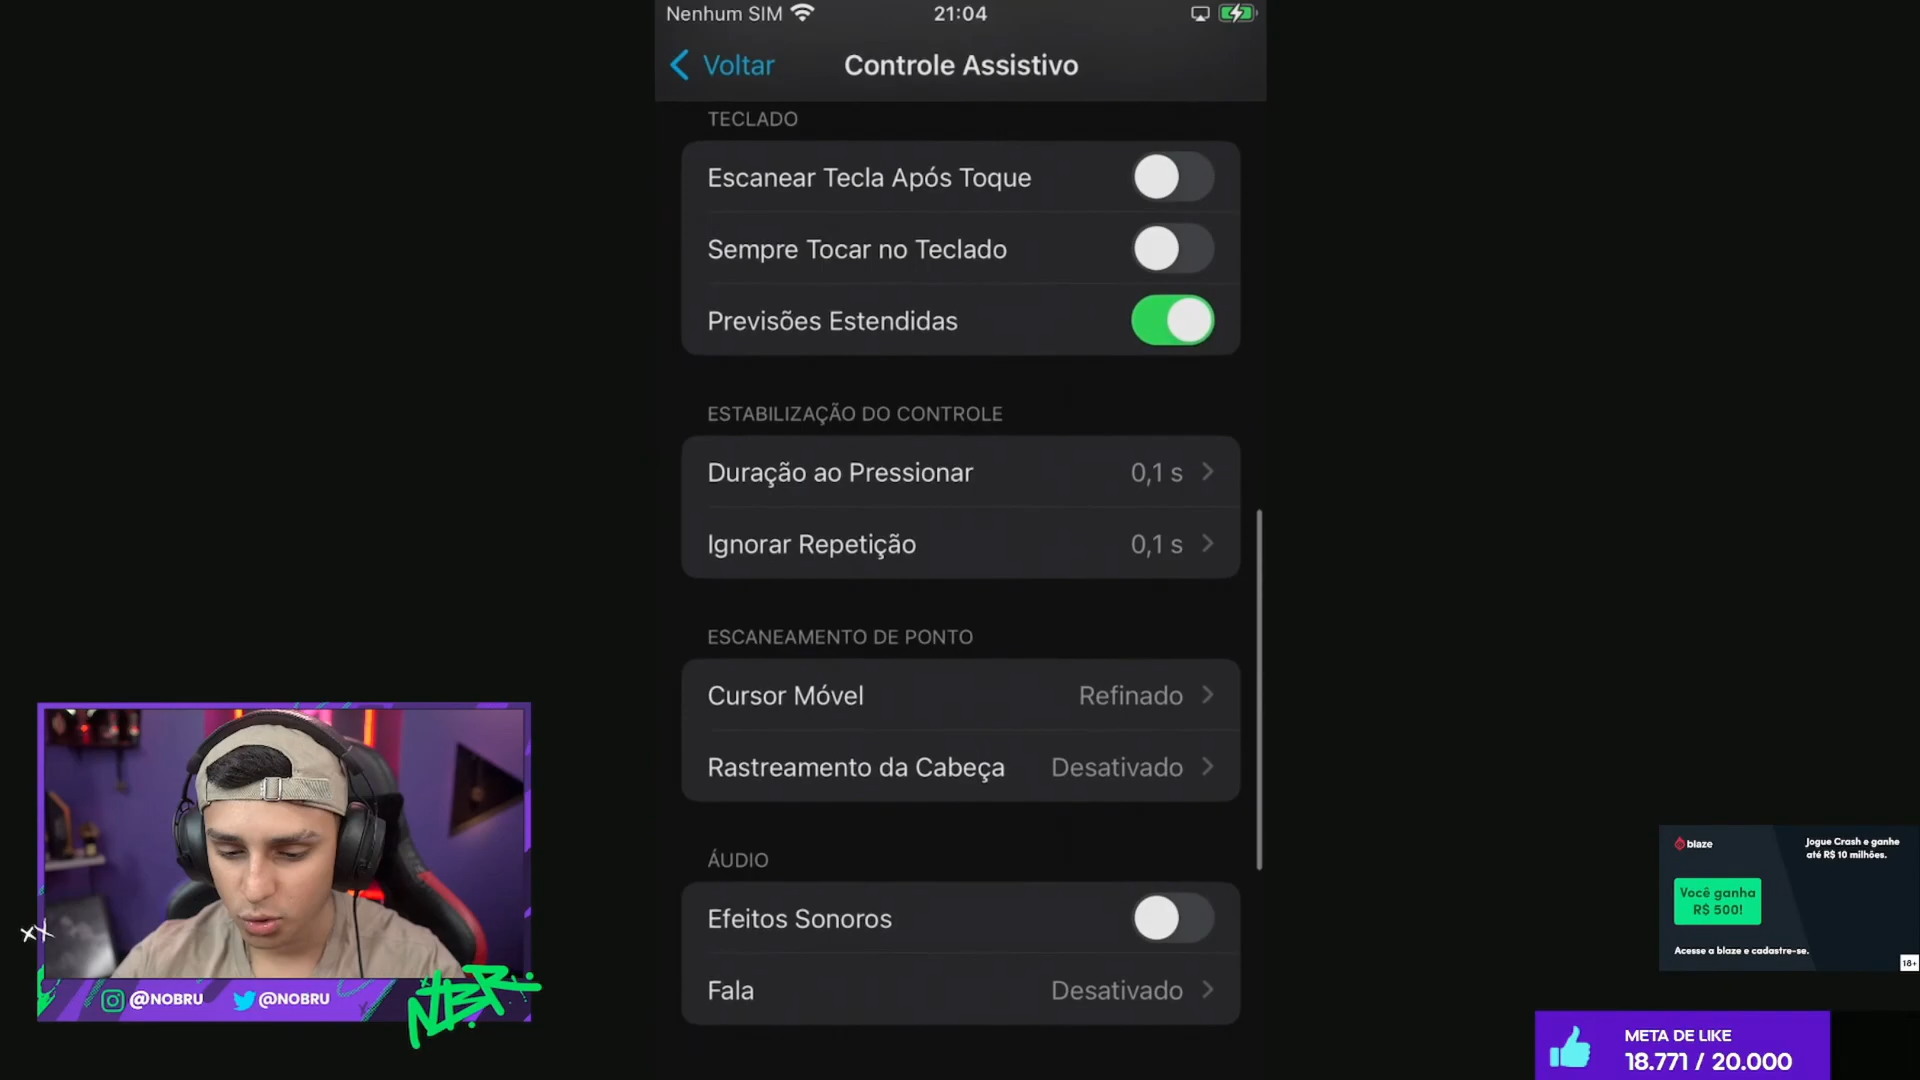 Nenhum SIM
21:04
Voltar
Controle Assistivo
TECLADO
Escanear Tecla Após Toque
Sempre Tocar no Teclado
Previsões Estendidas
ESTABILIZAÇÃO DO CONTROLE
Duração ao Pressionar 0,1 s
Ignorar Repetição 0,1 s
ESCANEAMENTO DE PONTO
Cursor Móvel Refinado
Rastreamento da Cabeça Desativado
ÁUDIO
Efeitos Sonoros
Fala Desativado
xx
@NOBRU @NOBRU
NBR
blaze
Jogue Crash e ganhe
até R$ 10 milhões.
Você ganha
R$ 500!
Acesse a blaze e cadastre-se.
18+
META DE LIKE
18.771 / 20.000